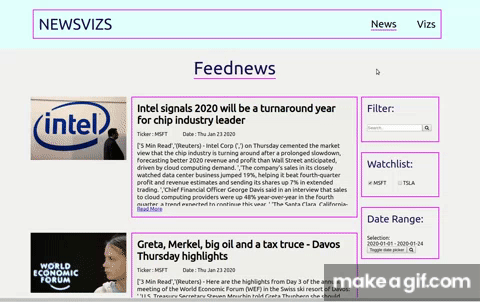 NEWSVIZS
News
Vizs
Feednews
intel
Intel signals 2020 will be a turnaround year
for chip industry leader
Ticker : MSFT Date : Thu Jan 23 2020
['5 Min Read','(Reuters) - Intel Corp (',') on Thursday cemented the market
view that the chip industry is turning around after a prolonged slowdown,
forecasting better 2020 revenue and profit than Wall Street anticipated,
driven by cloud computing demand. ','The company's sales in its closely
watched data center business jumped 19%, helping it beat fourth-quarter
profit and revenue estimates and sending its shares up 7% in extended
trading. ','Chief Financial Officer George Davis said in an interview that sales
to cloud computing providers were up 48% year-over-year in the fourth
quarter, a trend expected to continue this year. ','The Santa Clara, California-
Read More
Filter:
Search...
Watchlist:
MSFT
TSLA
Date Range:
Selection:
2020-01-01 - 2020-01-24
Toggle date picker
WORLD
ECONOMIC
FORUM
Greta, Merkel, big oil and a tax truce - Davos
Thursday highlights
Ticker : MSFT Date : Thu Jan 23 2020
['5 Min Read','(Reuters) - Here are the highlights from Day 3 of the annual
meeting of the World Economic Forum (WEF) in the Swiss ski resort of Davos:
','U.S. Treasury Secretary Steven Mnuchin told Greta Thunberg she should
makeagif.com